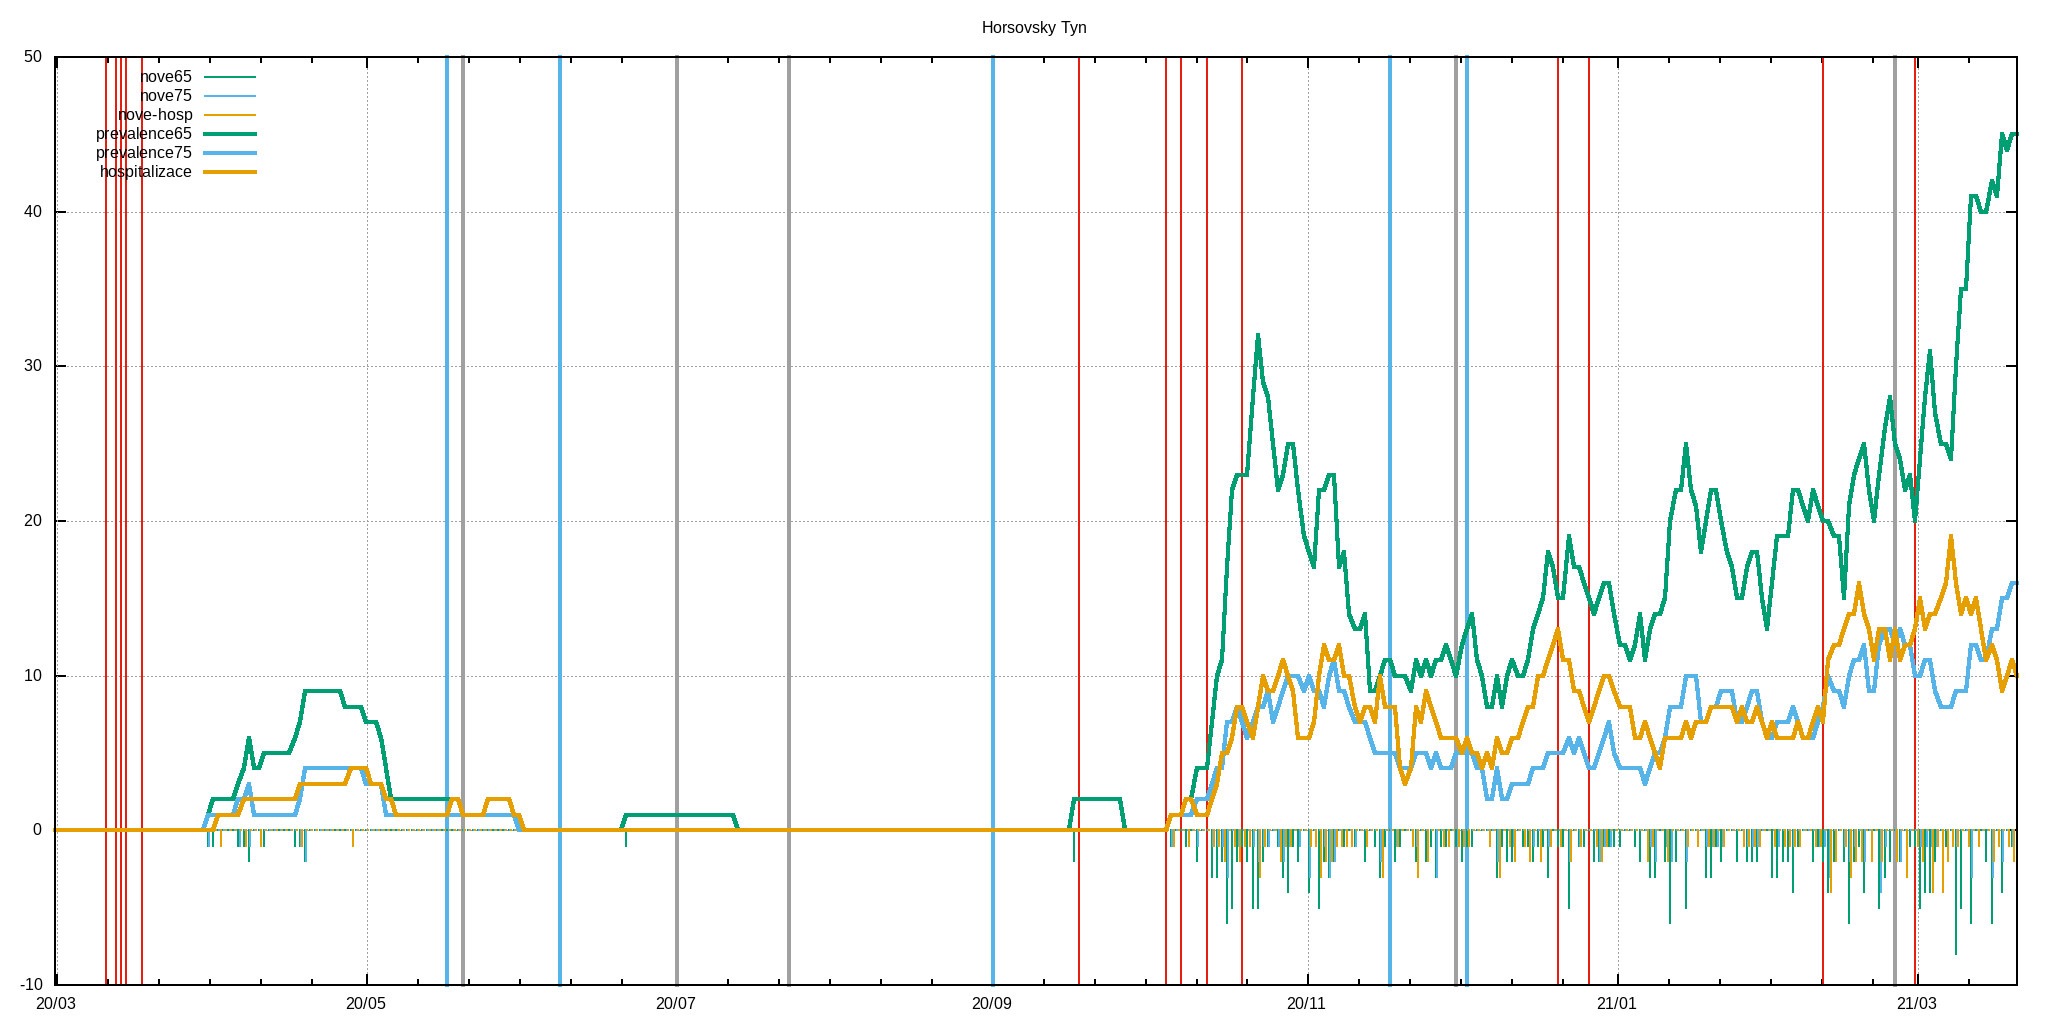 Horsovsky Tyn
50
nove65
nove75
nove-hosp
prevalence65
prevalence75
hospitalizace
40
30
20
10
0
-10
20/03 20/05 20/07 20/09 20/11 21/01 21/03